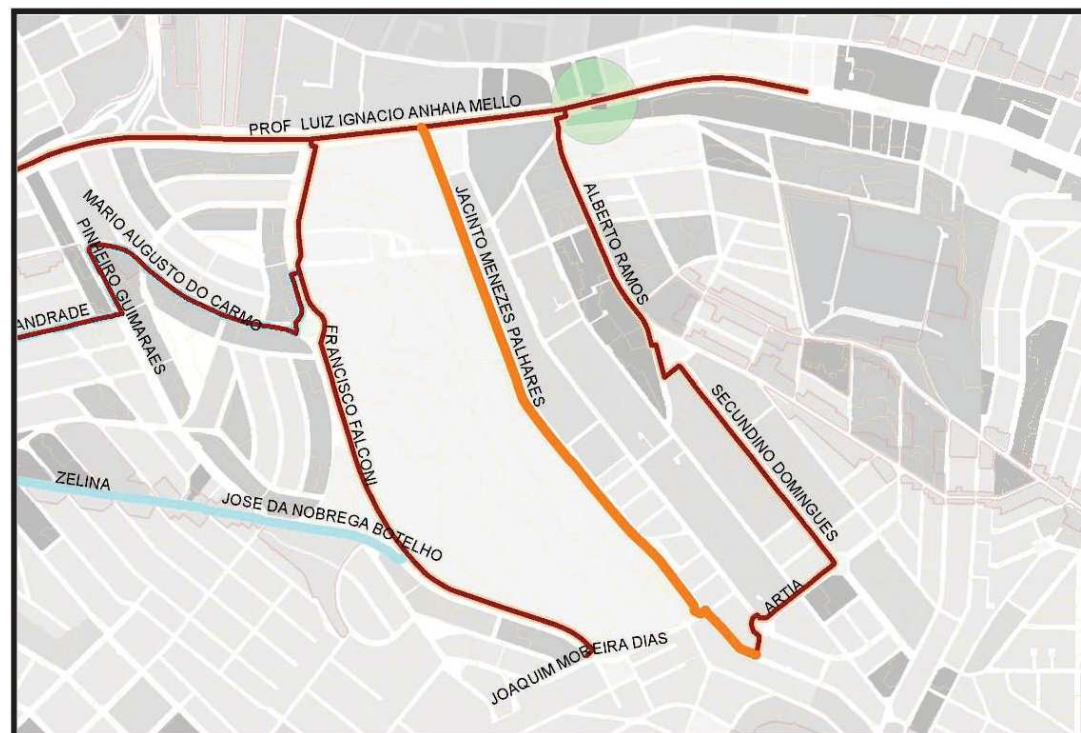 PROF LUIZ IGNACIO ANHAIA MELLO
MARIO AUGUSTO DO CARMO
PINHEIRO GUIMARAES
ANDRADE
JACINTO MENEZES PALHARES
ALBERTO RAMOS
FRANCISCO FALCONI
SECUNDINO DOMINGUES
ZELINA
JOSE DA NOBREGA BOTELHO
ARTIA
JOAQUIM MOREIRA DIAS